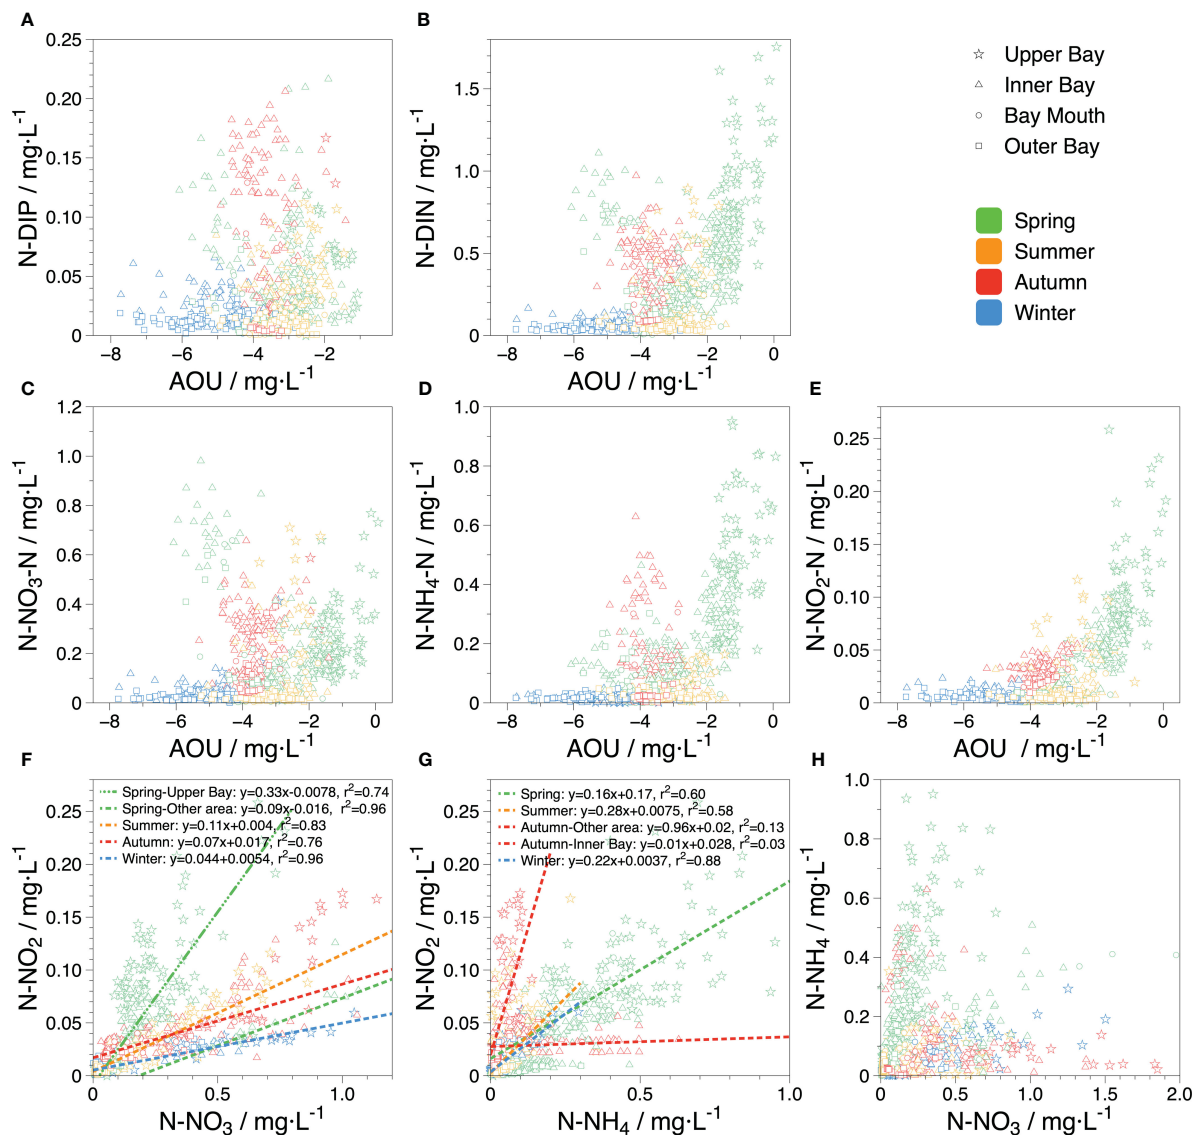 A
N-DIP / mg·L⁻¹
0.25
0.20
0.15
0.10
0.05
0
−8 −6 −4 −2
AOU / mg·L⁻¹
B
N-DIN / mg·L⁻¹
1.5
1.0
0.5
0
−8 −6 −4 −2 0
AOU / mg·L⁻¹
Upper Bay
Inner Bay
Bay Mouth
Outer Bay
Spring
Summer
Autumn
Winter
C
N-NO₃-N / mg·L⁻¹
1.2
1.0
0.8
0.6
0.4
0.2
0
−8 −6 −4 −2 0
AOU / mg·L⁻¹
D
N-NH₄-N / mg·L⁻¹
1.0
0.8
0.6
0.4
0.2
0
−8 −6 −4 −2 0
AOU / mg·L⁻¹
E
N-NO₂-N / mg·L⁻¹
0.25
0.20
0.15
0.10
0.05
0
−8 −6 −4 −2 0
AOU / mg·L⁻¹
F
N-NO₂ / mg·L⁻¹
0.25
0.20
0.15
0.10
0.05
0
Spring-Upper Bay: y=0.33x-0.0078, r²=0.74
Spring-Other area: y=0.09x-0.016, r²=0.96
Summer: y=0.11x+0.004, r²=0.83
Autumn: y=0.07x+0.017, r²=0.76
Winter: y=0.044+0.0054, r²=0.96
0 0.5 1.0
N-NO₃ / mg·L⁻¹
G
N-NO₂ / mg·L⁻¹
0.25
0.20
0.15
0.10
0.05
0
Spring: y=0.16x+0.17, r²=0.60
Summer: y=0.28x+0.0075, r²=0.58
Autumn-Other area: y=0.96x+0.02, r²=0.13
Autumn-Inner Bay: y=0.01x+0.028, r²=0.03
Winter: y=0.22x+0.0037, r²=0.88
0 0.5 1.0
N-NH₄ / mg·L⁻¹
H
N-NH₄ / mg·L⁻¹
1.0
0.8
0.6
0.4
0.2
0
0 0.5 1.0 1.5 2.0
N-NO₃ / mg·L⁻¹